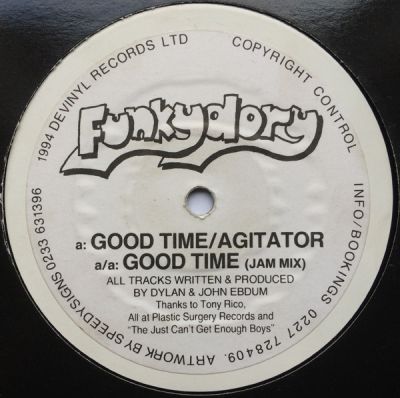 1994 DEVINYL RECORDS LTD
COPYRIGHT CONTROL
INFO/BOOKINGS 0227 728409.
ARTWORK BY SPEEDYSIGNS 0233 631396
Funkydory
a: GOOD TIME/AGITATOR
a/a: GOOD TIME (JAM MIX)
ALL TRACKS WRITTEN & PRODUCED
BY DYLAN & JOHN EBDUM
Thanks to Tony Rico,
All at Plastic Surgery Records and
"The Just Can't Get Enough Boys"